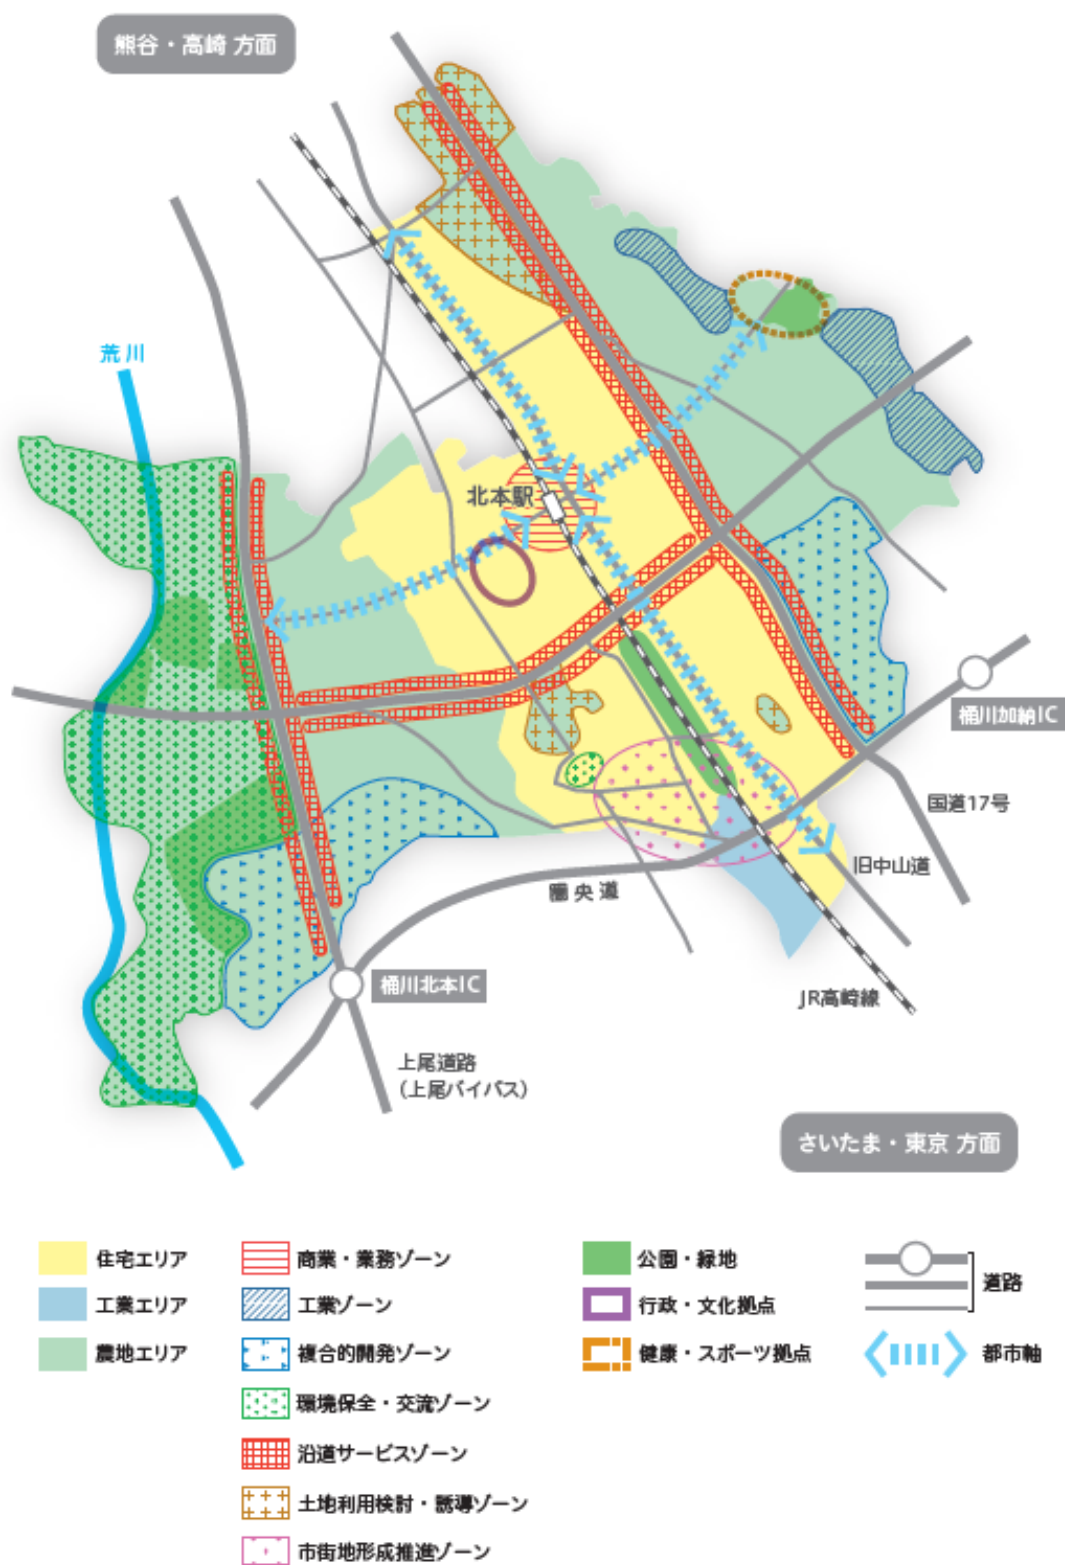 熊谷・高崎 方面
荒川
北本駅
桶川加納IC
国道17号
旧中山道
圏央道
桶川北本IC
JR高崎線
上尾道路
(上尾バイパス)
さいたま・東京 方面
住宅エリア
工業エリア
農地エリア
商業・業務ゾーン
工業ゾーン
複合的開発ゾーン
環境保全・交流ゾーン
沿道サービスゾーン
土地利用検討・誘導ゾーン
市街地形成推進ゾーン
公園・緑地
行政・文化拠点
健康・スポーツ拠点
道路
都市軸